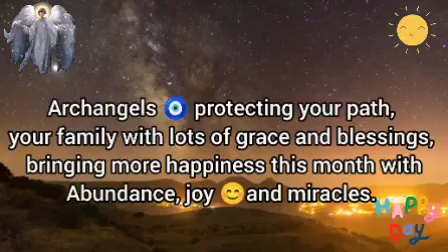 Archangels 🧿 protecting your path,
your family with lots of grace and blessings,
bringing more happiness this month with
Abundance, joy 😊and miracles.
HAPPY
DAY